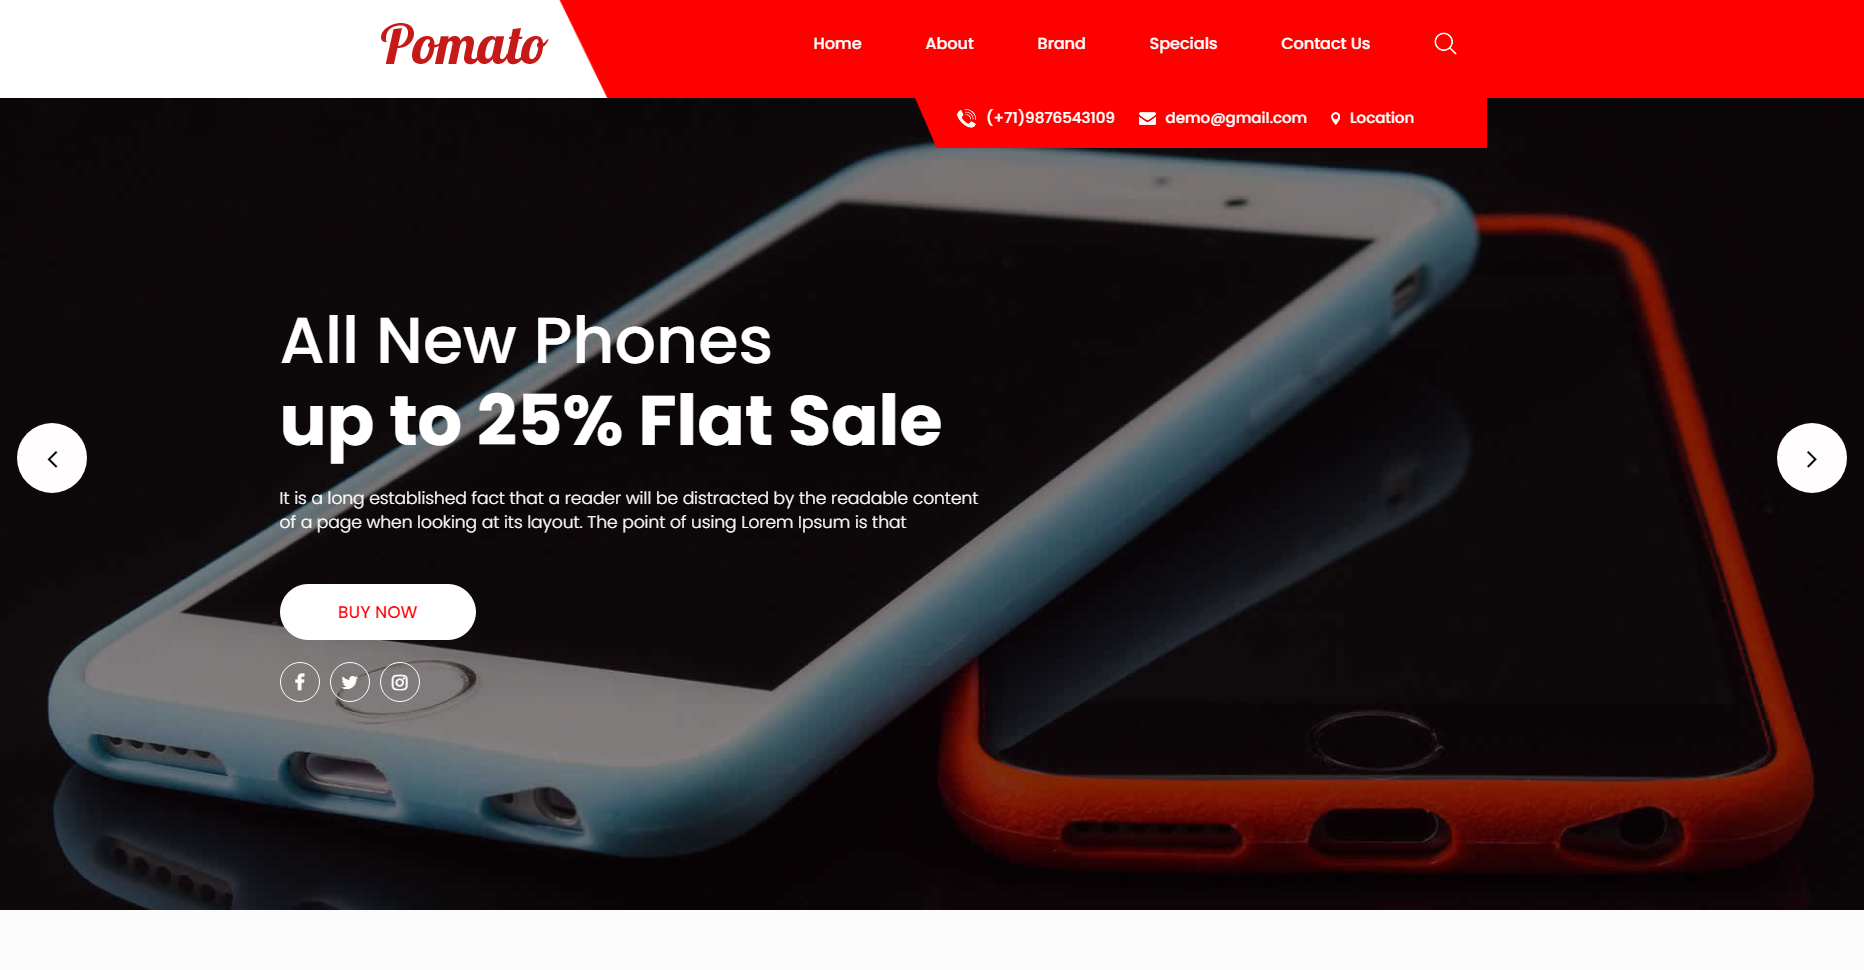 Pomato
Home About Brand Specials Contact Us
(+71)9876543109 demo@gmail.com Location
All New Phones
up to 25% Flat Sale
It is a long established fact that a reader will be distracted by the readable content
of a page when looking at its layout. The point of using Lorem Ipsum is that
BUY NOW